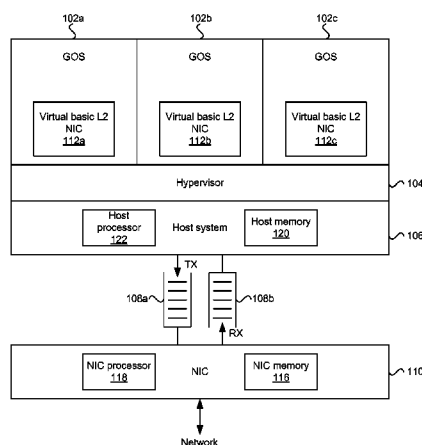 102a 102b 102c
GOS GOS GOS
Virtual basic L2 NIC 112a
Virtual basic L2 NIC 112b
Virtual basic L2 NIC 112c
Hypervisor 104
Host processor 122
Host system
Host memory 120
106
TX
108a 108b
RX
NIC processor 118
NIC
NIC memory 116
110
Network